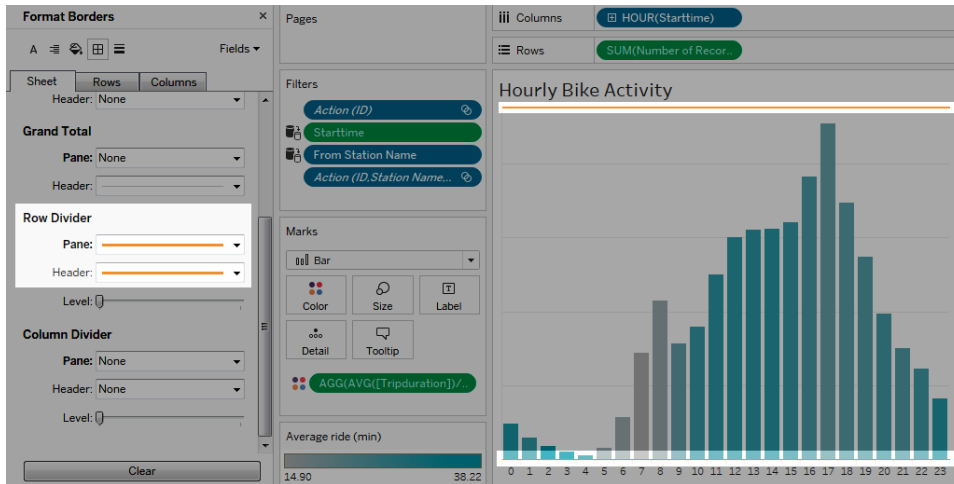 Format Borders ×
A Fields
Sheet Rows Columns
Header: None
Grand Total
Pane: None
Header:
Row Divider
Pane:
Header:
Level:
Column Divider
Pane: None
Header: None
Level:
Clear
Pages
Filters
Action (ID)
Starttime
From Station Name
Action (ID,Station Name,..
Marks
Bar
Color Size Label
Detail Tooltip
AGG(AVG([Tripduration])/..
Average ride (min)
14.90 38.22
Columns HOUR(Starttime)
Rows SUM(Number of Recor..
Hourly Bike Activity
0 1 2 3 4 5 6 7 8 9 10 11 12 13 14 15 16 17 18 19 20 21 22 23